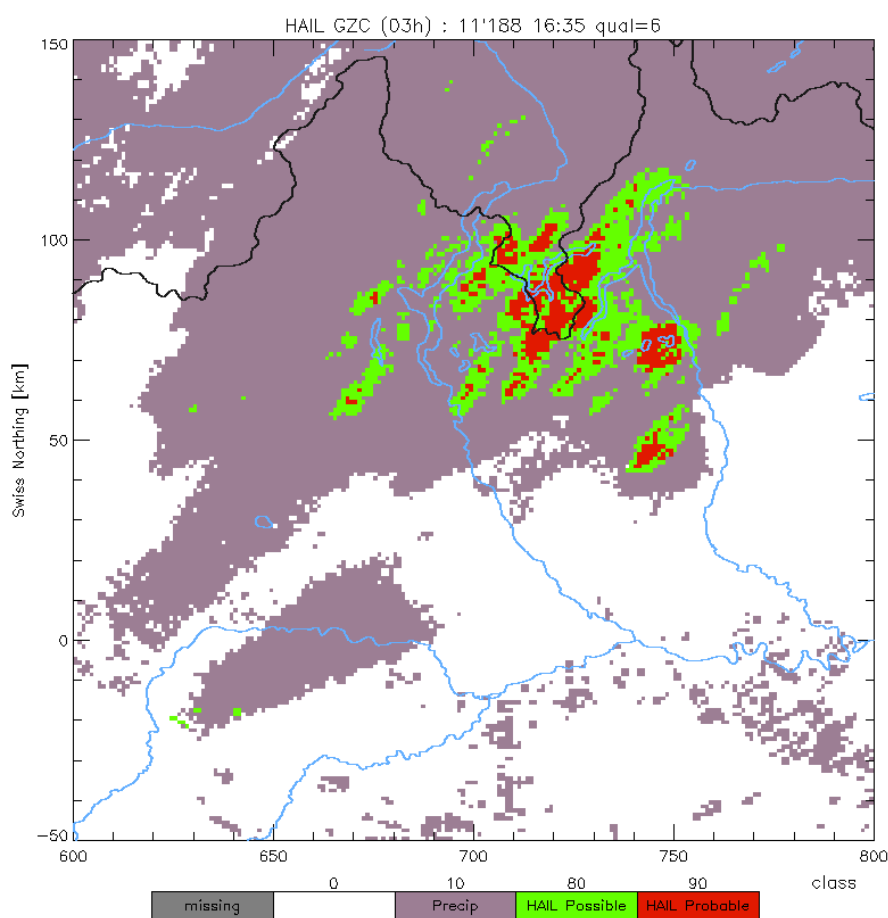 HAIL GZC (03h) : 11'188 16:35 qual=6
150
100
50
0
-50
Swiss Northing [km]
600 650 700 750 800
0 10 80 90 class
missing Precip HAIL Possible HAIL Probable